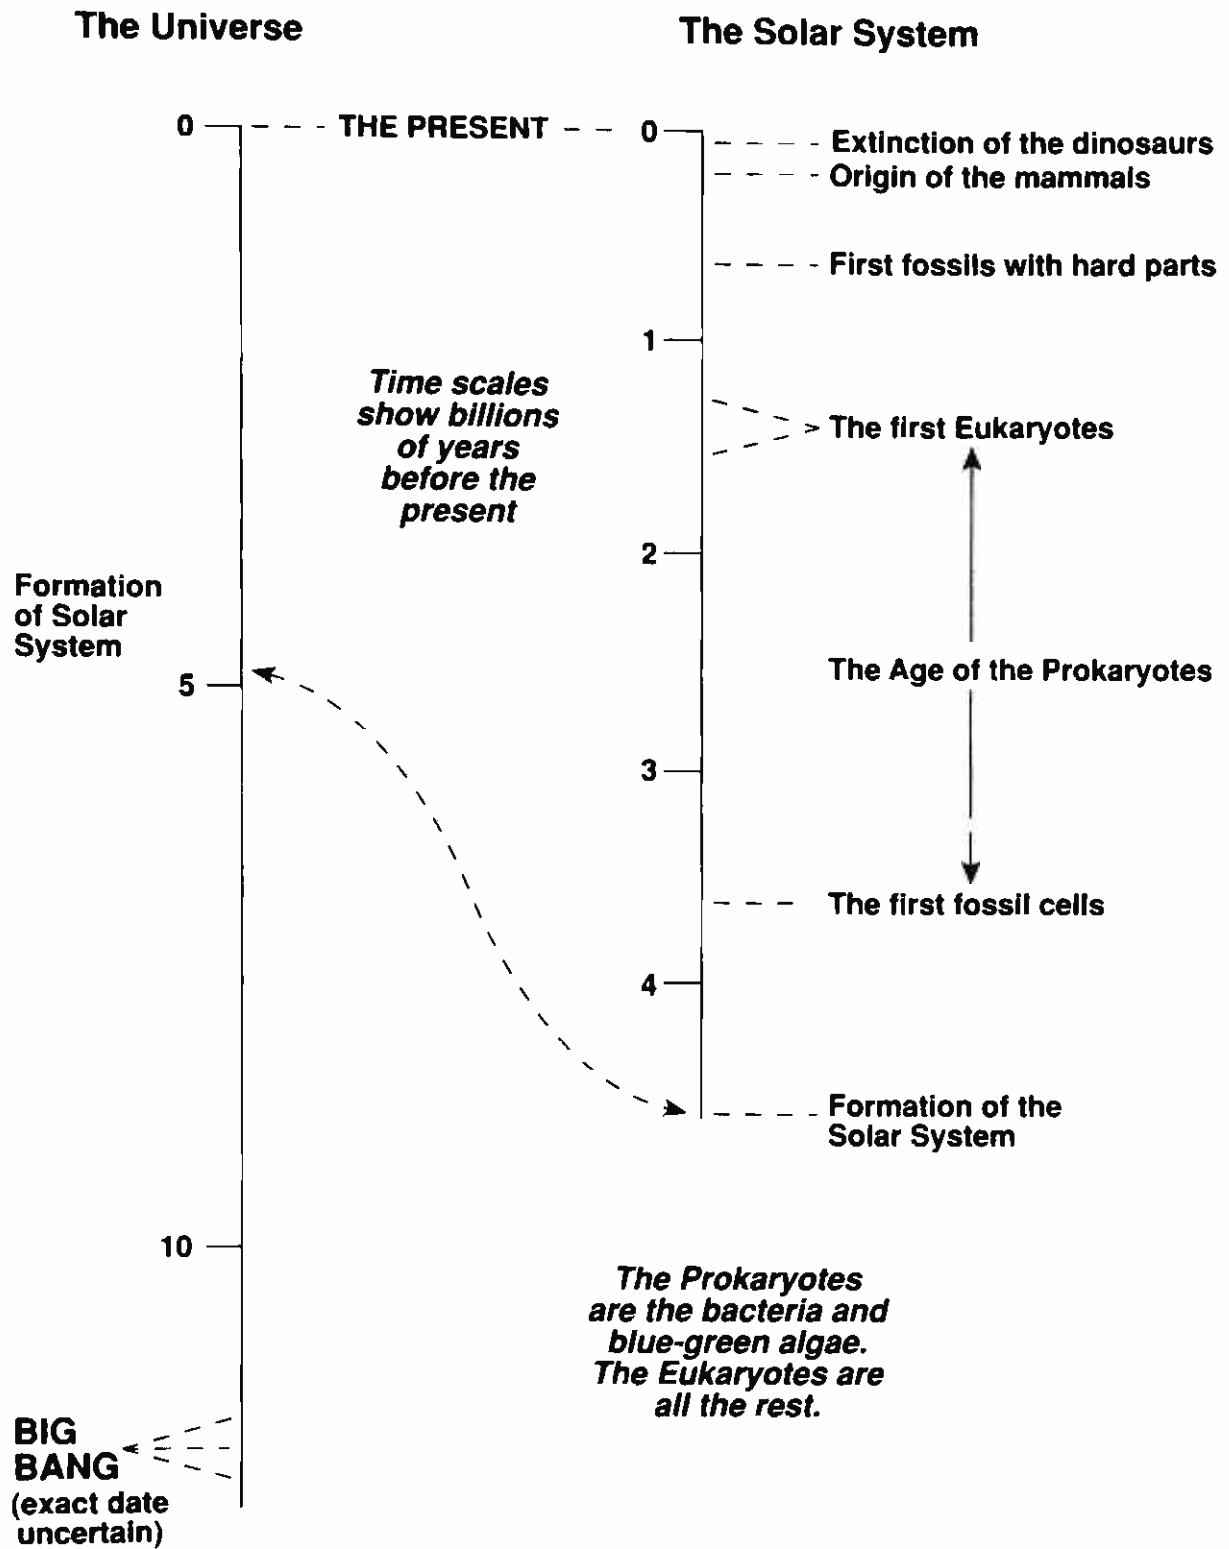 The Universe
The Solar System
0
THE PRESENT
0
Extinction of the dinosaurs
Origin of the mammals
First fossils with hard parts
1
Time scales
show billions
of years
before the
present
The first Eukaryotes
2
Formation
of Solar
System
5
The Age of the Prokaryotes
3
The first fossil cells
4
Formation of the
Solar System
10
The Prokaryotes
are the bacteria and
blue-green algae.
The Eukaryotes are
all the rest.
BIG
BANG
(exact date
uncertain)